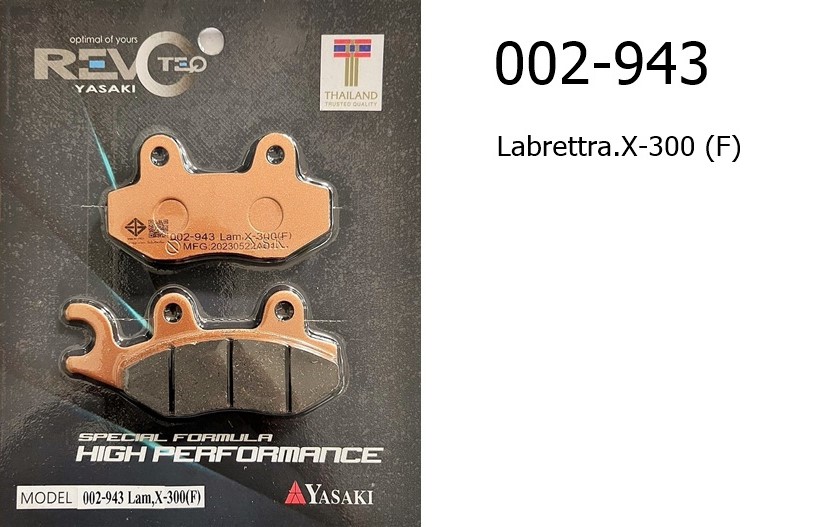 optimal of yours
REVO TEQ
YASAKI
THAILAND
TRUSTED QUALITY
002-943 Lam.X-300(F)
SPECIAL FORMULA
HIGH PERFORMANCE
MODEL 002-943 Lam,X-300(F)
YASAKI
002-943
Labrettra.X-300 (F)